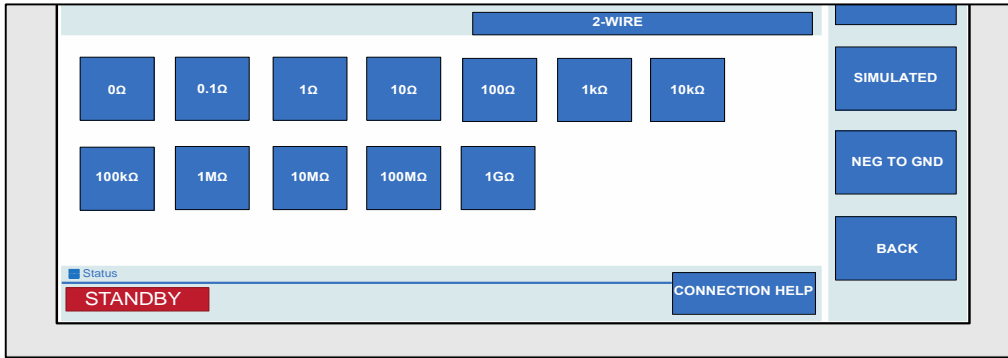 2-WIRE
0Ω 0.1Ω 1Ω 10Ω 100Ω 1kΩ 10kΩ
SIMULATED
100kΩ 1MΩ 10MΩ 100MΩ 1GΩ
NEG TO GND
BACK
Status
STANDBY
CONNECTION HELP